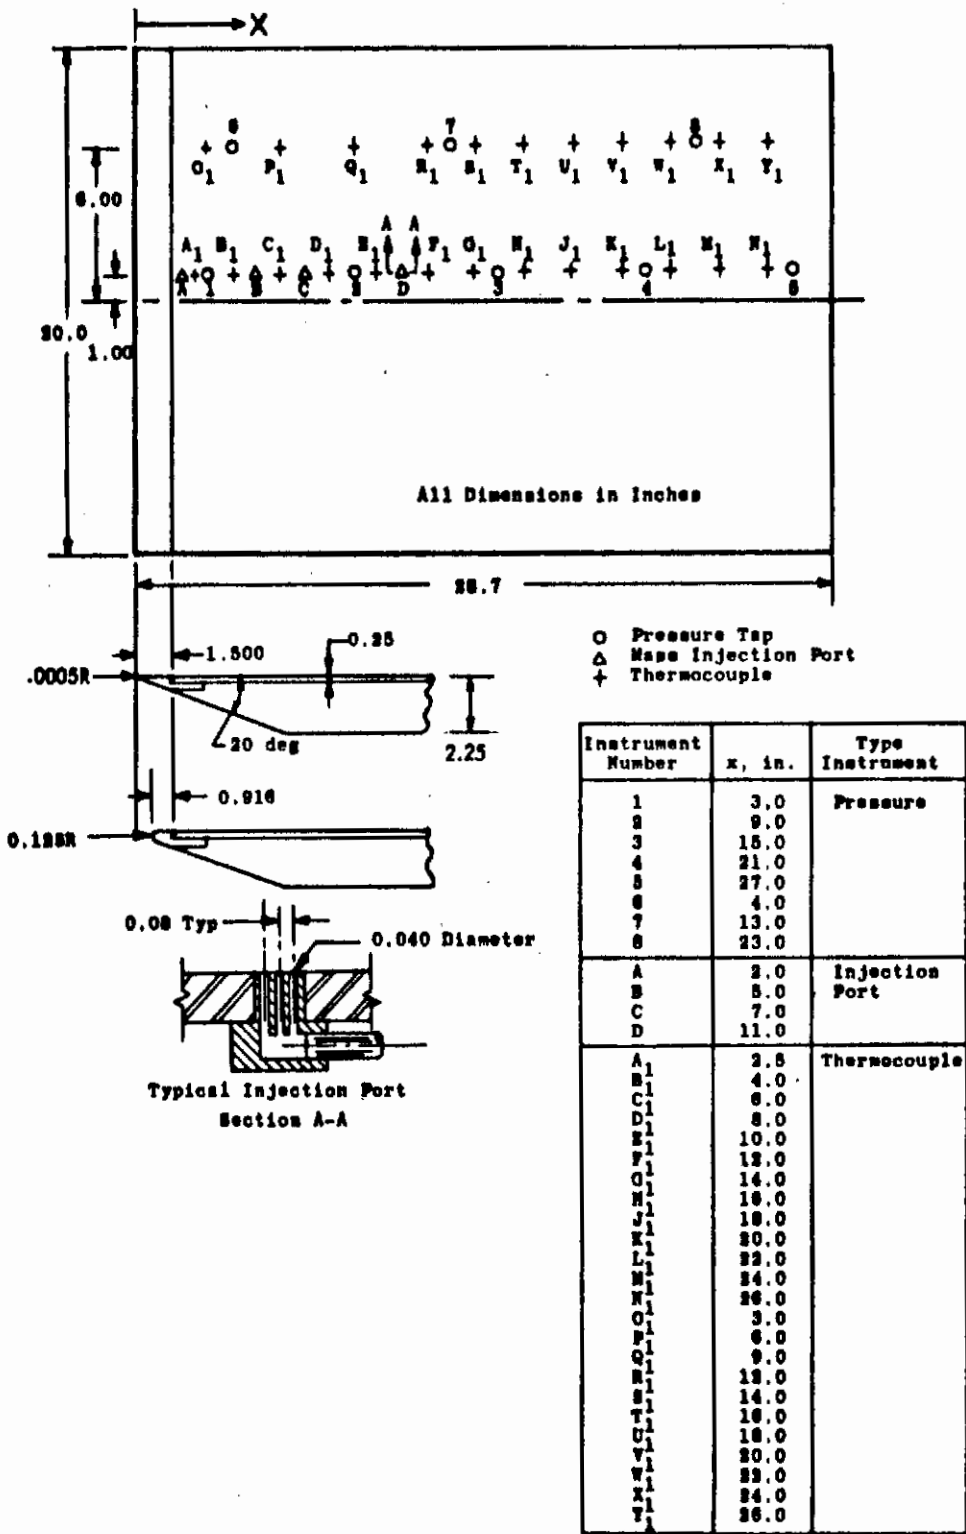 X
6 7 8
O1 P1 Q1 R1 S1 T1 U1 V1 W1 X1 Y1
6.00
A A
A1 B1 C1 D1 E1 F1 G1 H1 J1 K1 L1 M1 N1
A 1 B C 2 D 3 4 5
20.0
1.00
All Dimensions in Inches
28.7
O Pressure Tap
Δ Mass Injection Port
+ Thermocouple
0.25
1.500
.0005R
20 deg
2.25
0.916
0.125R
0.08 Typ
0.040 Diameter
Typical Injection Port
Section A-A
Instrument Number x, in. Type Instrument
1 3.0 Pressure
2 9.0
3 15.0
4 21.0
5 27.0
6 4.0
7 13.0
8 23.0
A 2.0 Injection
B 5.0 Port
C 7.0
D 11.0
A1 2.5 Thermocouple
B1 4.0
C1 6.0
D1 8.0
E1 10.0
F1 12.0
G1 14.0
H1 16.0
J1 18.0
K1 20.0
L1 22.0
M1 24.0
N1 26.0
O1 3.0
P1 6.0
Q1 9.0
R1 12.0
S1 14.0
T1 16.0
U1 18.0
V1 20.0
W1 22.0
X1 24.0
Y1 26.0